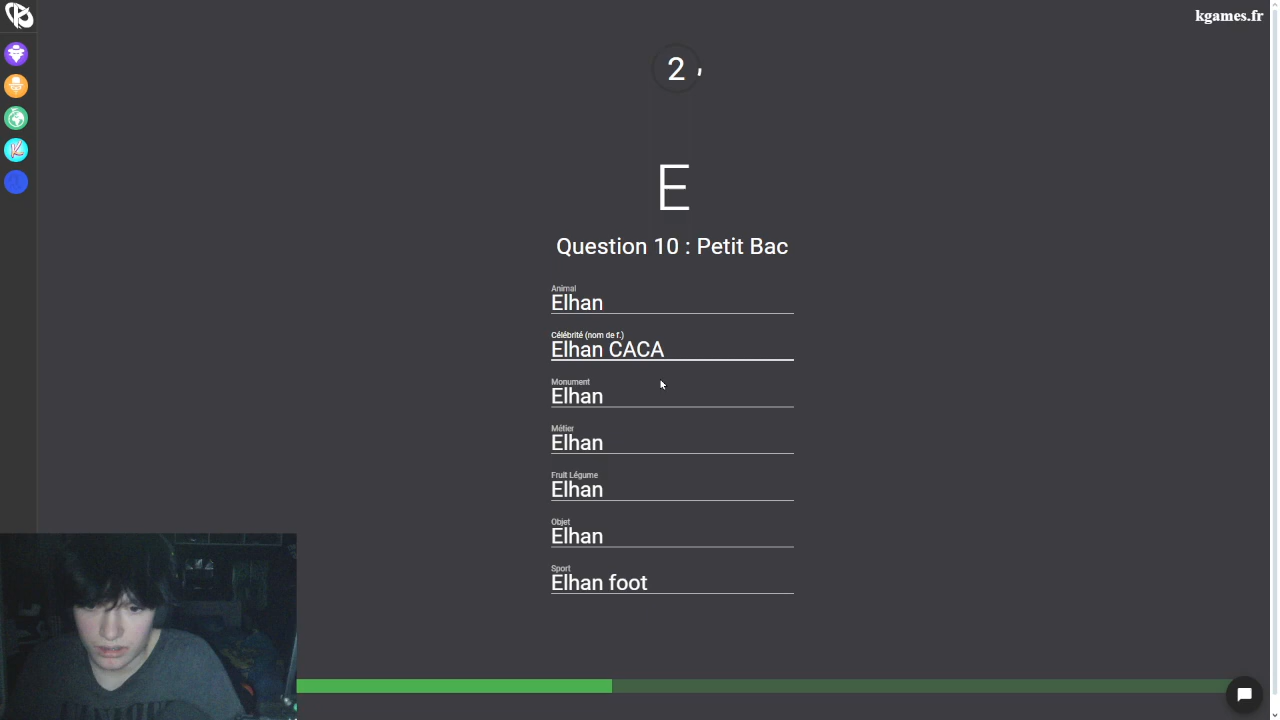 kgames.fr
2
E
Question 10 : Petit Bac
Animal
Elhan
Célébrité (nom de f.)
Elhan CACA
Monument
Elhan
Métier
Elhan
Fruit Légume
Elhan
Objet
Elhan
Sport
Elhan foot